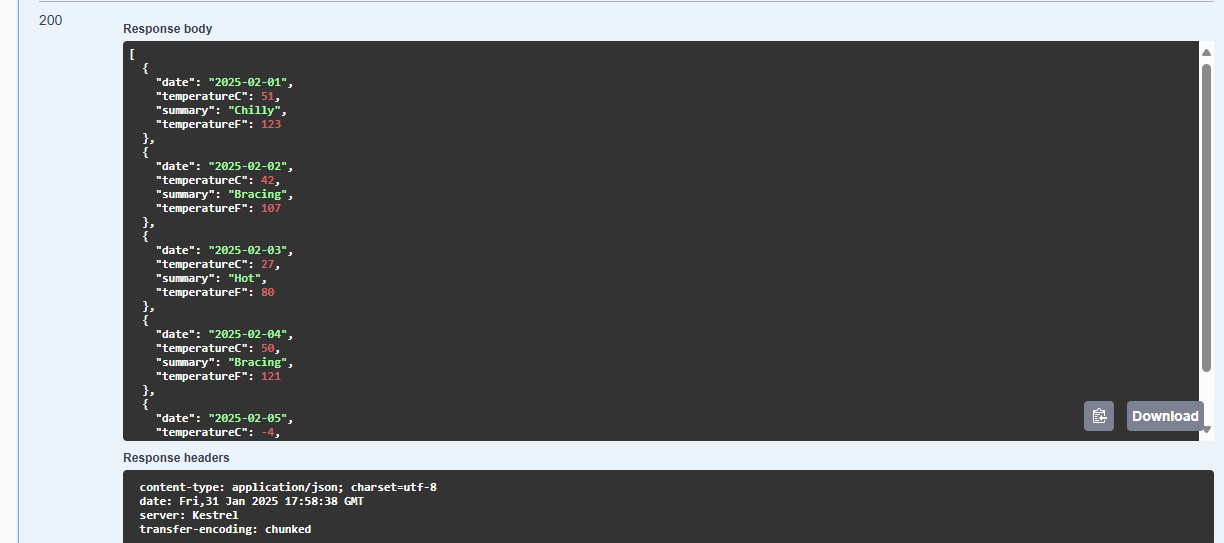 200
Response body
[
  {
    "date": "2025-02-01",
    "temperatureC": 51,
    "summary": "Chilly",
    "temperatureF": 123
  },
  {
    "date": "2025-02-02",
    "temperatureC": 42,
    "summary": "Bracing",
    "temperatureF": 107
  },
  {
    "date": "2025-02-03",
    "temperatureC": 27,
    "summary": "Hot",
    "temperatureF": 80
  },
  {
    "date": "2025-02-04",
    "temperatureC": 50,
    "summary": "Bracing",
    "temperatureF": 121
  },
  {
    "date": "2025-02-05",
    "temperatureC": -4,
Download
Response headers
content-type: application/json; charset=utf-8
date: Fri,31 Jan 2025 17:58:38 GMT
server: Kestrel
transfer-encoding: chunked